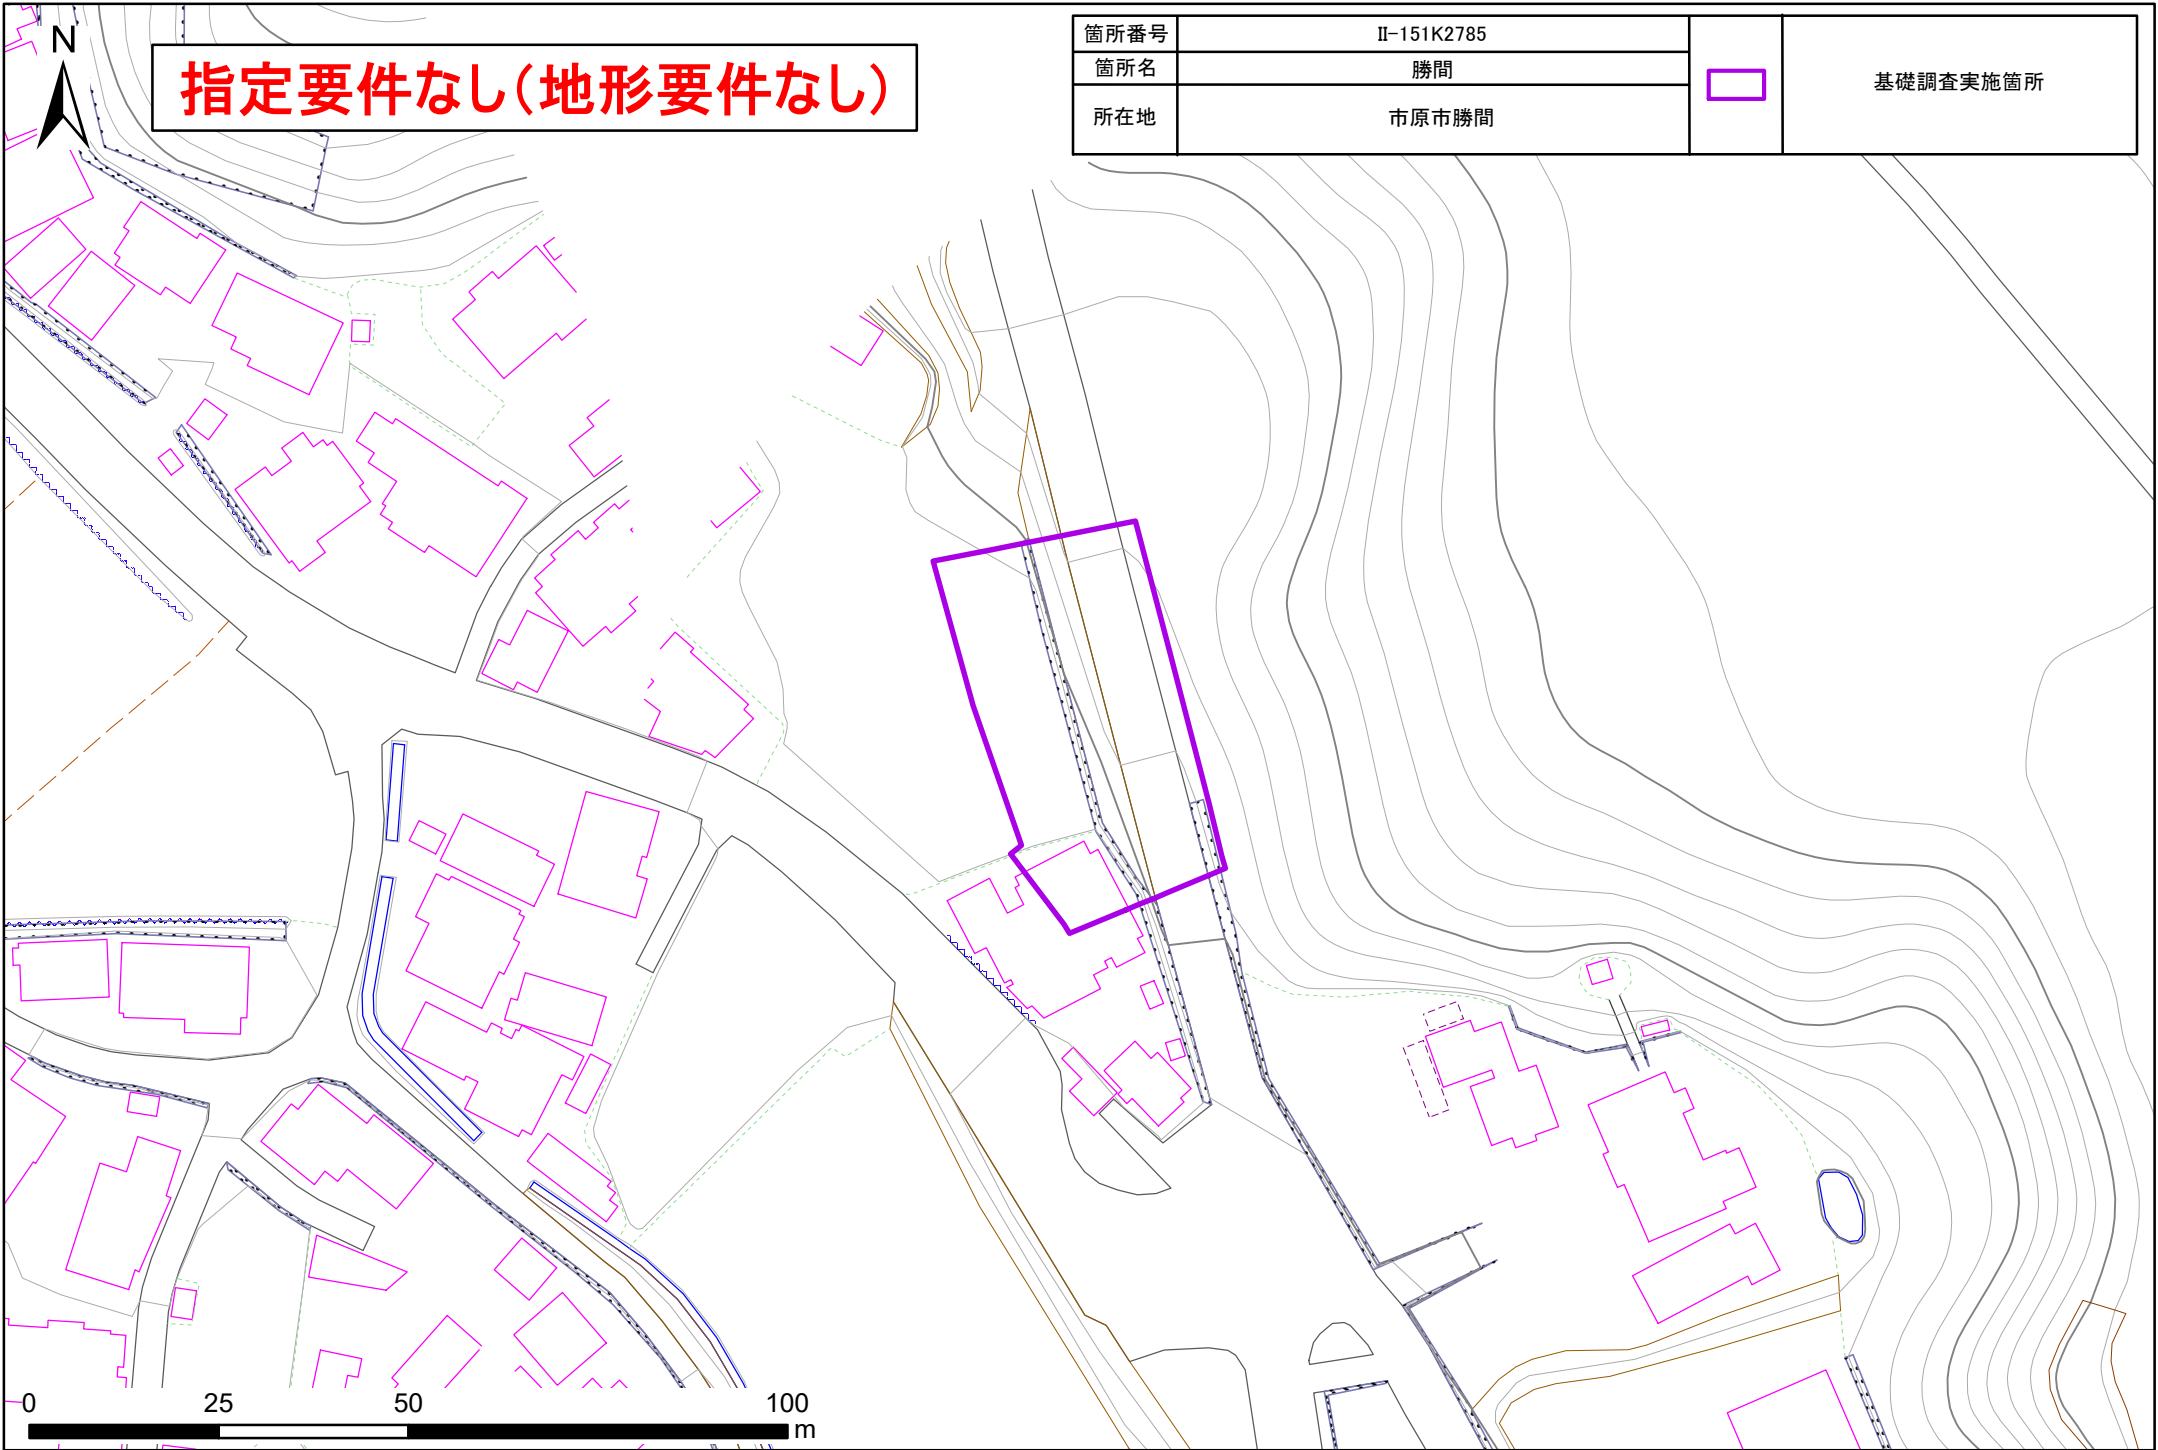 N
指定要件なし(地形要件なし)
箇所番号 II-151K2785
箇所名 勝間
所在地 市原市勝間
基礎調査実施箇所
0 25 50 100
m